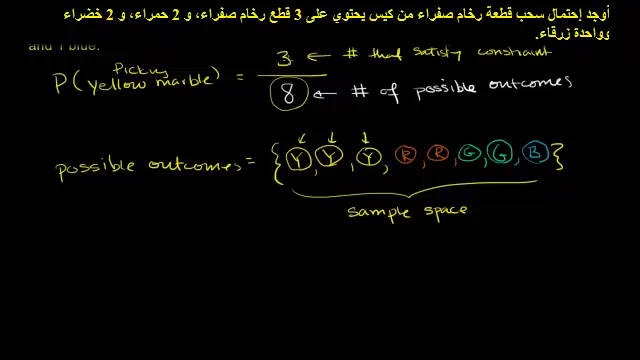 أوجد إحتمال سحب قطعة رخام صفراء من كيس يحتوي على 3 قطع رخام صفراء، و 2 حمراء، و 2 خضراء
وواحدة زرقاء.
and 1 blue.
P(Picking yellow marble) = 3 ← # that satisfy constraint
8 ← # of possible outcomes
possible outcomes = {Y, Y, Y, R, R, G, G, B}
sample space